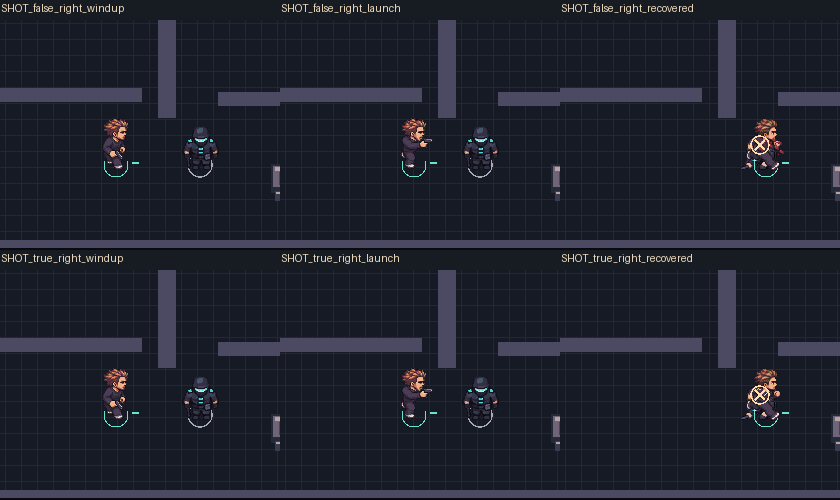 SHOT_false_right_windup
SHOT_false_right_launch
SHOT_false_right_recovered
SHOT_true_right_windup
SHOT_true_right_launch
SHOT_true_right_recovered